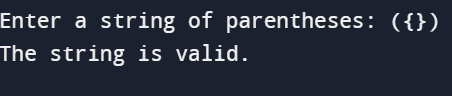 Enter a string of parentheses: ({})
The string is valid.